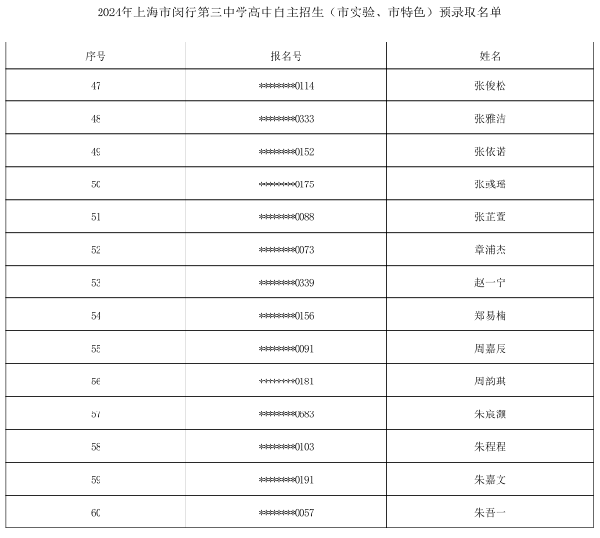 2024年上海市闵行第三中学高中自主招生（市实验、市特色）预录取名单
序号 报名号 姓名
47 ********0114 张俊松
48 ********0333 张雅洁
49 ********0152 张依诺
50 ********0175 张彧瑶
51 ********0088 张芷萱
52 ********0073 章浦杰
53 ********0339 赵一宁
54 ********0156 郑易楠
55 ********0091 周嘉辰
56 ********0181 周韵琪
57 ********0683 朱宸灏
58 ********0103 朱程程
59 ********0191 朱嘉文
60 ********0057 朱吾一